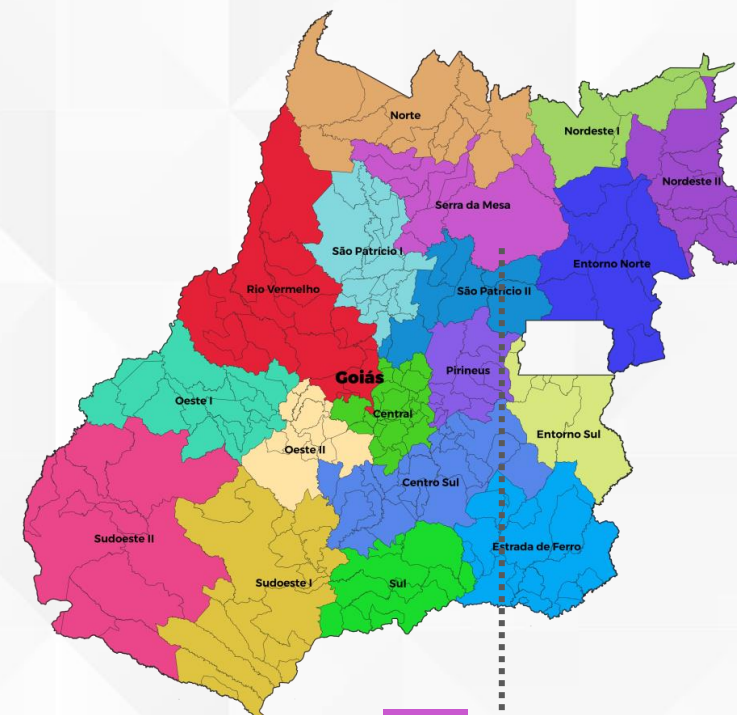 Norte
Nordeste I
Nordeste II
Serra da Mesa
São Patrício I
Entorno Norte
Rio Vermelho
São Patrício II
Pirineus
Goiás
Oeste I
Central
Entorno Sul
Oeste II
Centro Sul
Sudoeste II
Estrada de Ferro
Sudoeste I
Sul